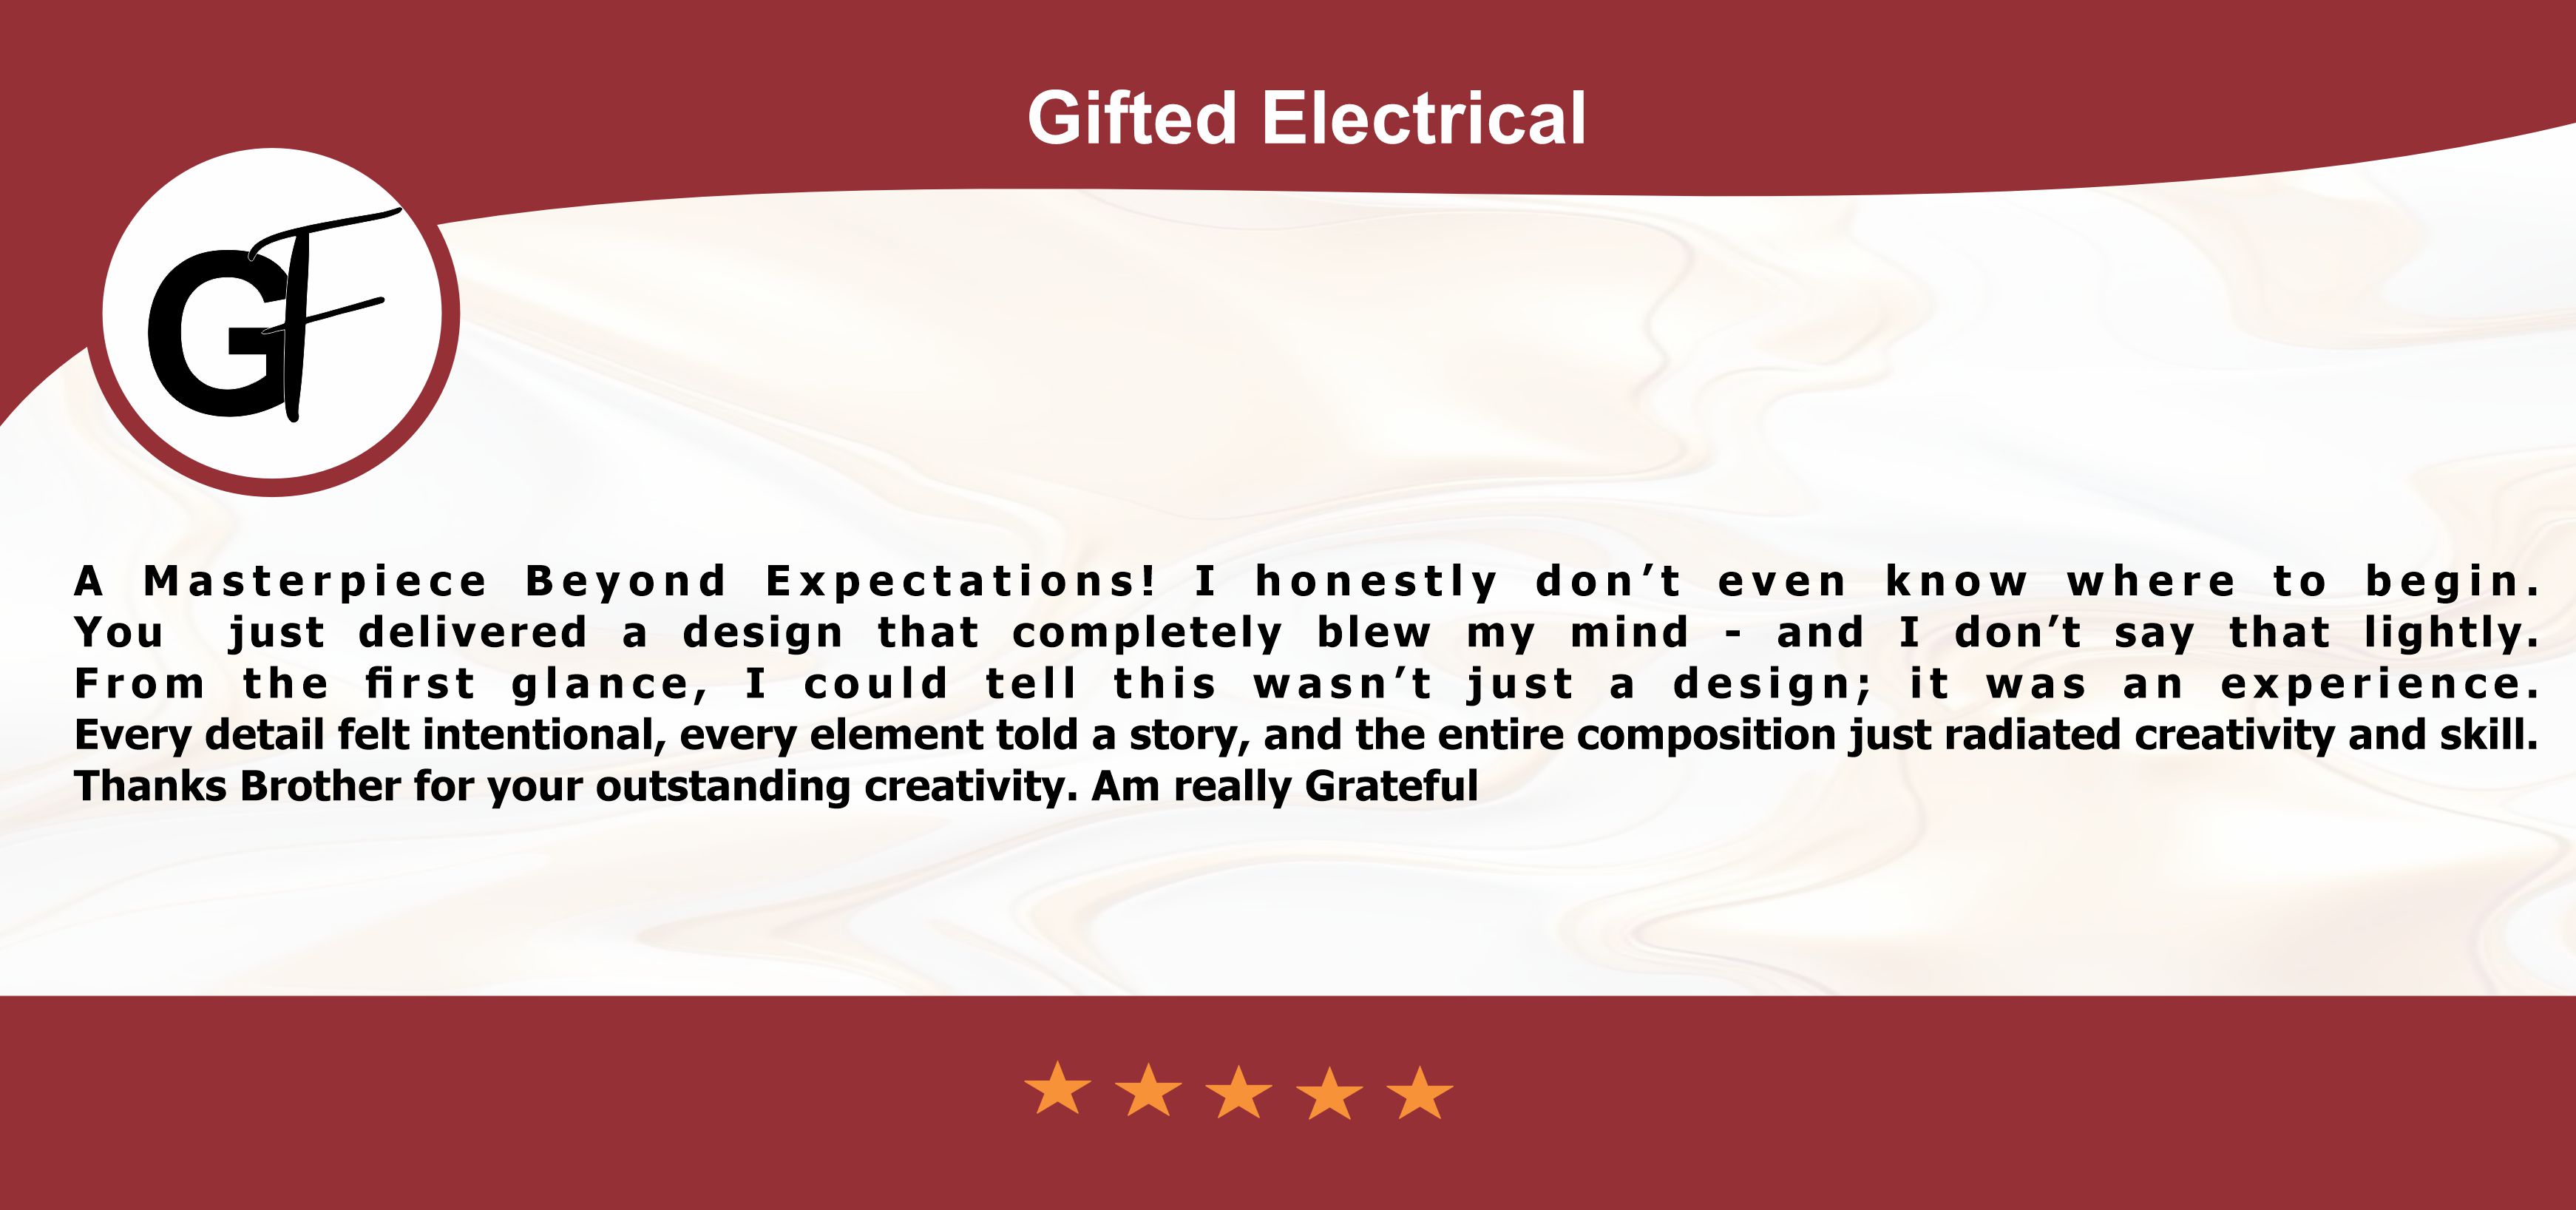 Gifted Electrical
GF
A Masterpiece Beyond Expectations! I honestly don’t even know where to begin.
You just delivered a design that completely blew my mind - and I don’t say that lightly.
From the first glance, I could tell this wasn’t just a design; it was an experience.
Every detail felt intentional, every element told a story, and the entire composition just radiated creativity and skill.
Thanks Brother for your outstanding creativity. Am really Grateful